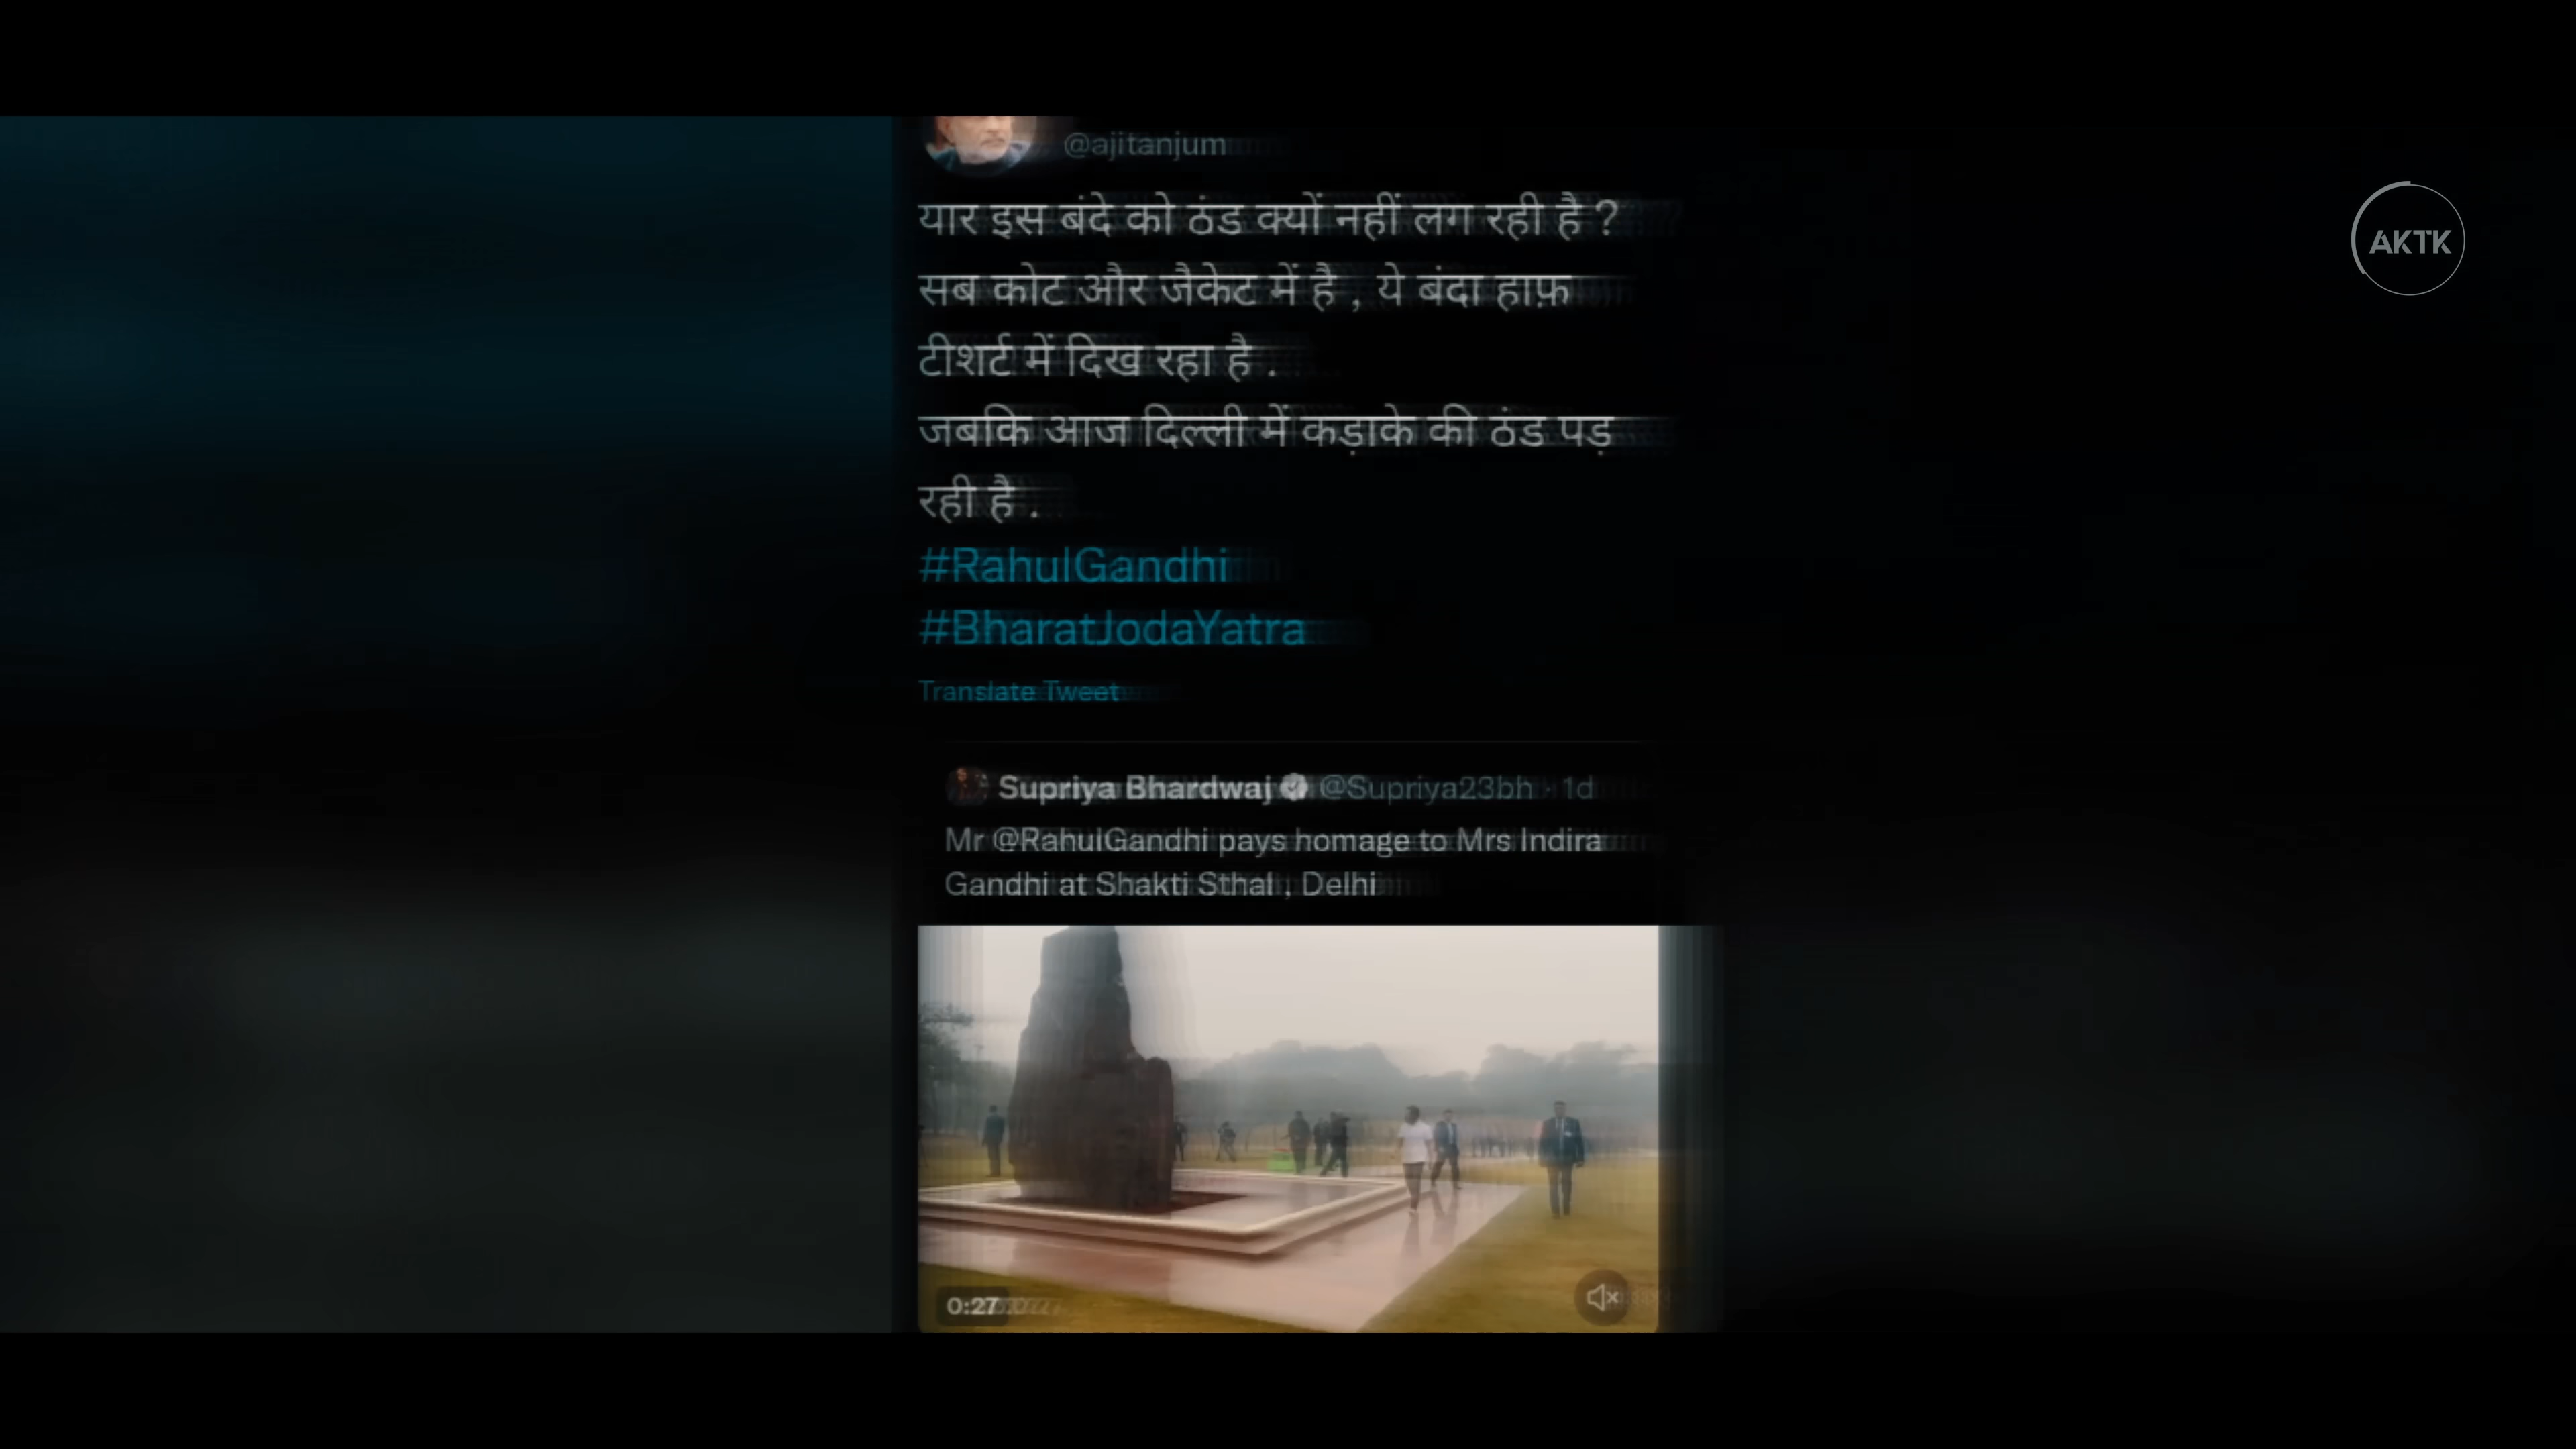 @ajitanjum
AKTK
यार इस बंदे को ठंड क्यों नहीं लग रही है ?
सब कोट और जैकेट में है , ये बंदा हाफ़
टीशर्ट में दिख रहा है .
जबकि आज दिल्ली में कड़ाके की ठंड पड़
रही है .
#RahulGandhi
#BharatJodaYatra
Translate Tweet
Supriya Bhardwaj @Supriya23bh · 1d
Mr @RahulGandhi pays homage to Mrs Indira
Gandhi at Shakti Sthal , Delhi
0:27